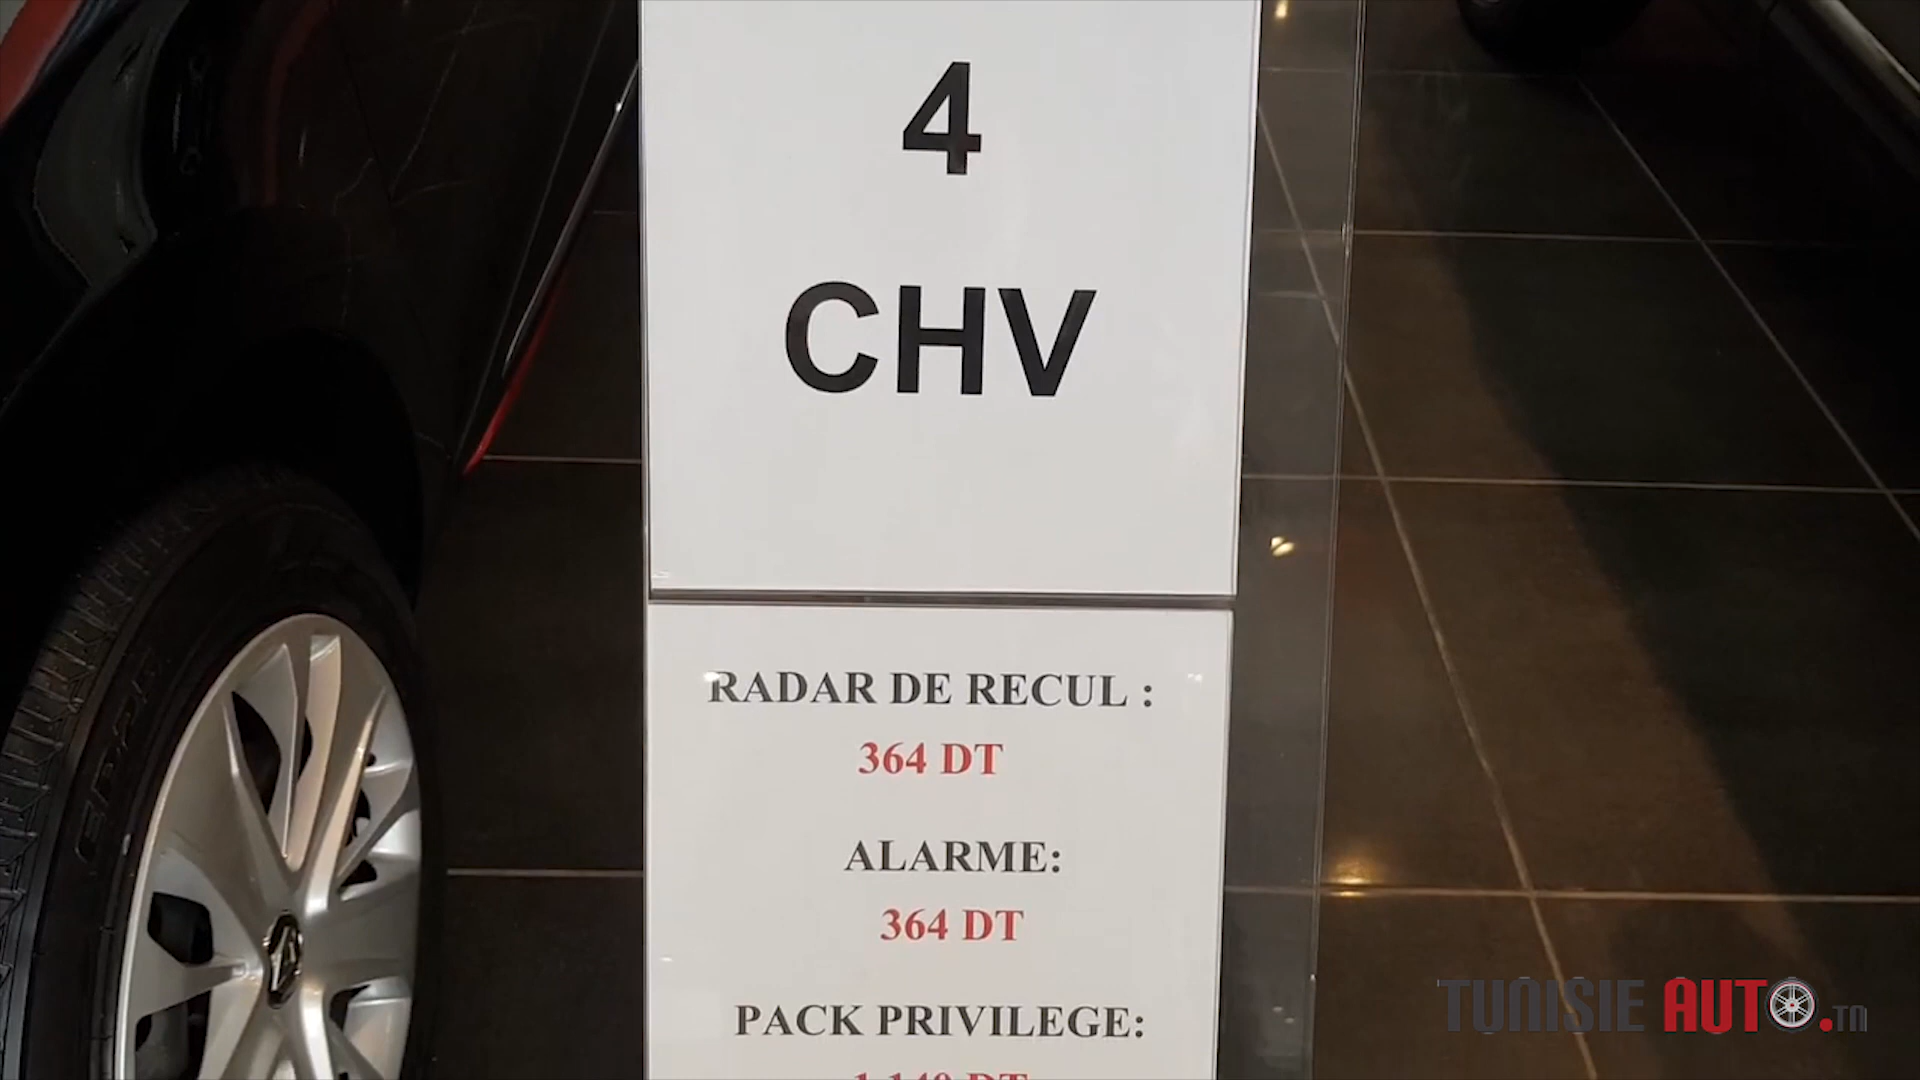 4
CHV
RADAR DE RECUL :
364 DT
ALARME:
364 DT
PACK PRIVILEGE:
TUNISIE AUTO.TN